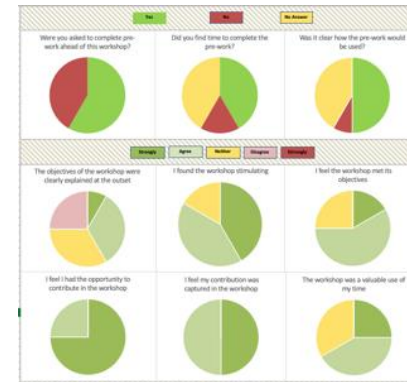 Yes No No Answer
Were you asked to complete pre-
work ahead of this workshop?
Did you find time to complete the
pre-work?
Was it clear how the pre-work would
be used?
Strongly Agree Neither Disagree Strongly
The objectives of the workshop were
clearly explained at the outset
I found the workshop stimulating
I feel the workshop met its
objectives
I feel I had the opportunity to
contribute in the workshop
I feel my contribution was
captured in the workshop
The workshop was a valuable use of
my time